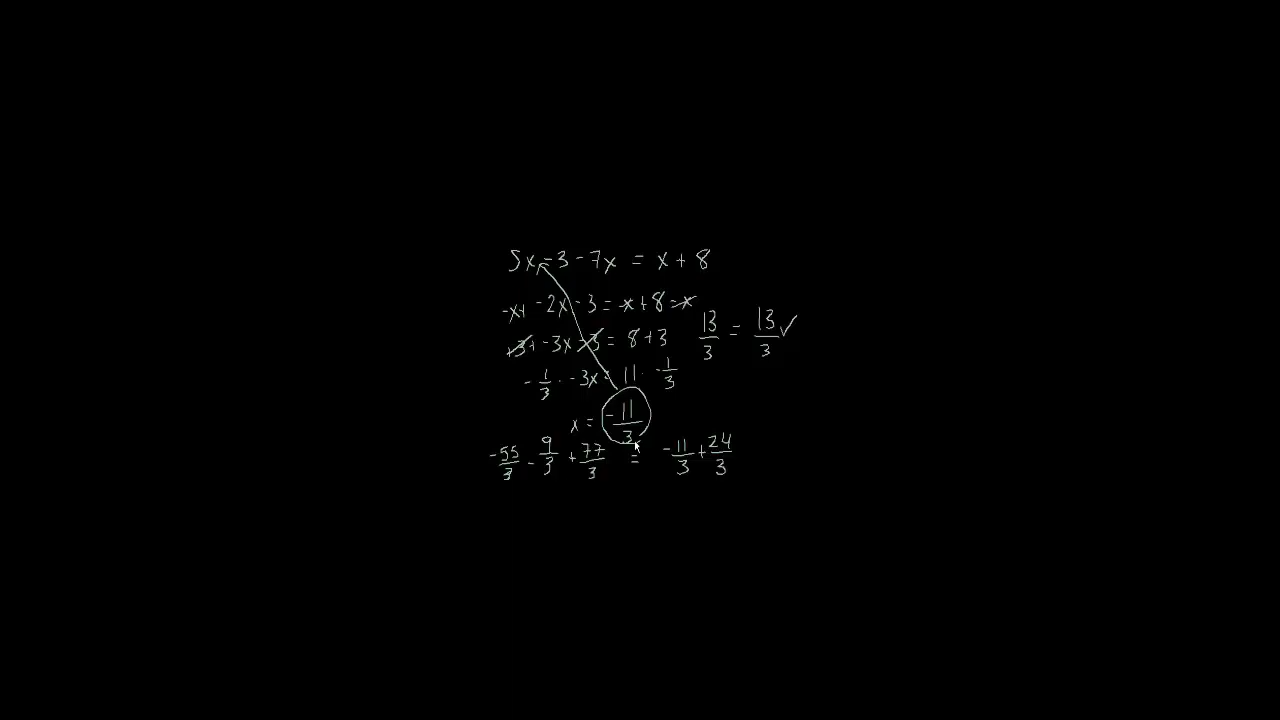 5x - 3 - 7x = x + 8
-x + -2x - 3 = x + 8 - x
+3 + -3x - 3 = 8 + 3
-1/3 · -3x = 11 · -1/3
x = -11/3
-55/3 - 9/3 + 77/3 = -11/3 + 24/3
13/3 = 13/3 ✓